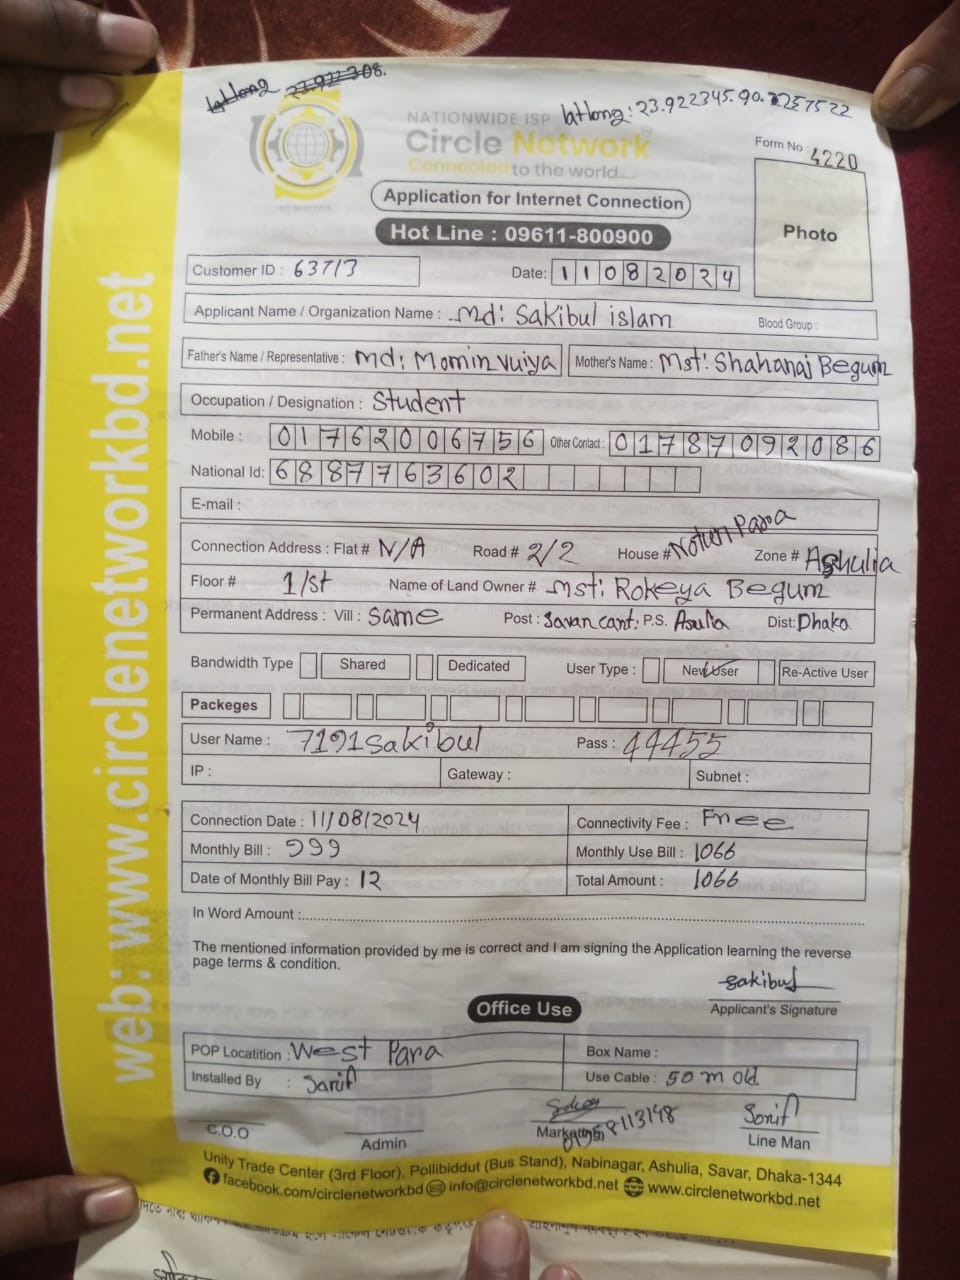 latlong 23.922308.
latlong: 23.922345.90.2257522
NATIONWIDE ISP
Circle Network
Connected to the world.....
Form No : 4220
Application for Internet Connection
Photo
Hot Line : 09611-800900
Customer ID : 63713
Date: 11082024
Applicant Name / Organization Name : Md: Sakibul islam Blood Group :
Father's Name / Representative : Md: Momin vuiya Mother's Name : Mst: Shahanaj Begum
Occupation / Designation : Student
Mobile : 01762006756 Other Contact : 01787092086
National Id: 6887763602
E-mail :
Connection Address : Flat# N/A Road # 2/2 House # Notun Para Zone # Ashulia
Floor # 1/st Name of Land Owner # Mst: Rokeya Begum
Permanent Address : Vill : Same Post : Savar cant: P.S. Asulia Dist: Dhaka
Bandwidth Type Shared Dedicated User Type : New User Re-Active User
Packeges
User Name : 7191sakibul Pass : 44455
IP : Gateway : Subnet :
Connection Date : 11/08/2024 Connectivity Fee : Free
Monthly Bill : 599 Monthly Use Bill : 1066
Date of Monthly Bill Pay : 12 Total Amount : 1066
In Word Amount :
The mentioned information provided by me is correct and I am signing the Application learning the reverse
page terms & condition.
sakibul
Applicant's Signature
Office Use
POP Locatition : West Para Box Name :
Installed By : Sarif Use Cable : 50 m old
01958113148 Sorif
C.O.O Admin Marketing Line Man
Unity Trade Center (3rd Floor), Pollibiddut (Bus Stand), Nabinagar, Ashulia, Savar, Dhaka-1344
facebook.com/circlenetworkbd info@circlenetworkbd.net www.circlenetworkbd.net
web: www.circlenetworkbd.net